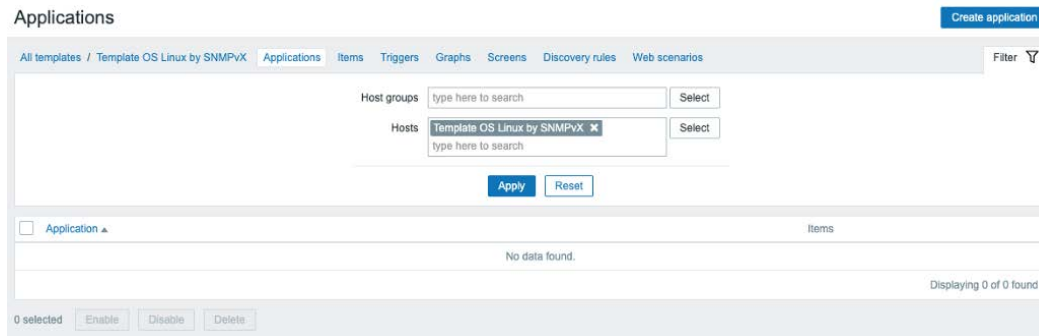 Applications
Create application
All templates / Template OS Linux by SNMPvX Applications Items Triggers Graphs Screens Discovery rules Web scenarios Filter
Host groups type here to search Select
Hosts Template OS Linux by SNMPvX × Select
type here to search
Apply Reset
Application ▲ Items
No data found.
Displaying 0 of 0 found
0 selected Enable Disable Delete